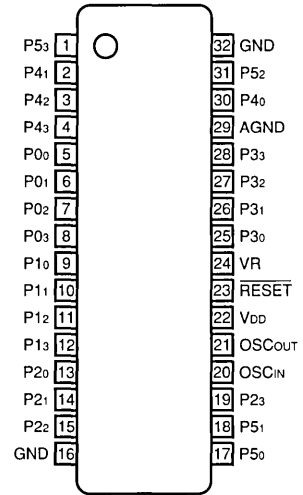 P5₃ 1 32 GND
P4₁ 2 31 P5₂
P4₂ 3 30 P4₀
P4₃ 4 29 AGND
P0₀ 5 28 P3₃
P0₁ 6 27 P3₂
P0₂ 7 26 P3₁
P0₃ 8 25 P3₀
P1₀ 9 24 VR
P1₁ 10 23 R̅E̅S̅E̅T̅
P1₂ 11 22 VDD
P1₃ 12 21 OSCOUT
P2₀ 13 20 OSCIN
P2₁ 14 19 P2₃
P2₂ 15 18 P5₁
GND 16 17 P5₀